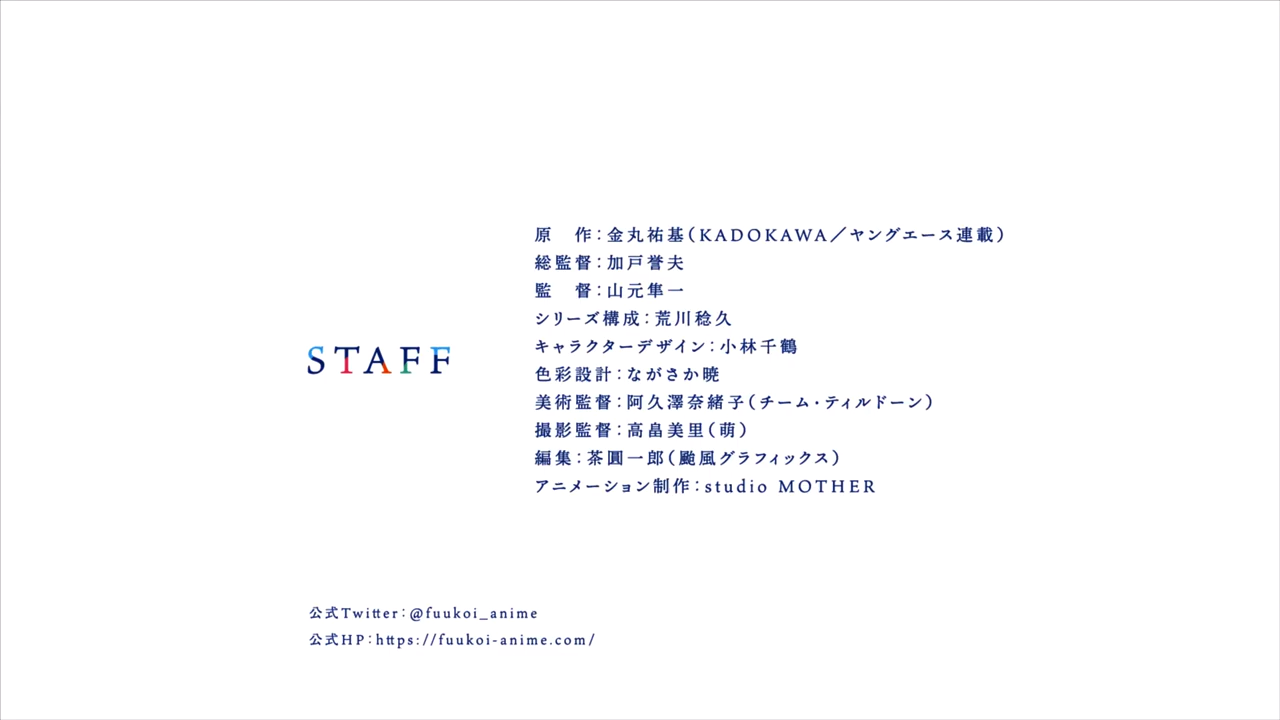 STAFF
原　作：金丸祐基（KADOKAWA／ヤングエース連載）
総監督：加戸誉夫
監　督：山元隼一
シリーズ構成：荒川稔久
キャラクターデザイン：小林千鶴
色彩設計：ながさか暁
美術監督：阿久澤奈緒子（チーム・ティルドーン）
撮影監督：高畠美里（萌）
編集：茶圓一郎（颱風グラフィックス）
アニメーション制作：studio MOTHER
公式Twitter：@fuukoi_anime
公式HP：https://fuukoi-anime.com/